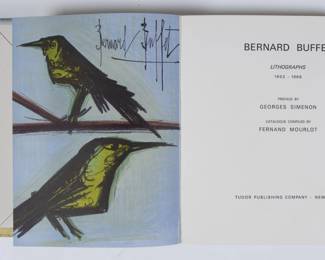 Bernard Buffet
BERNARD BUFFE
LITHOGRAPHS
1952 – 1966
PREFACE BY
GEORGES SIMENON
CATALOGUE COMPILED BY
FERNAND MOURLOT
TUDOR PUBLISHING COMPANY - NEW